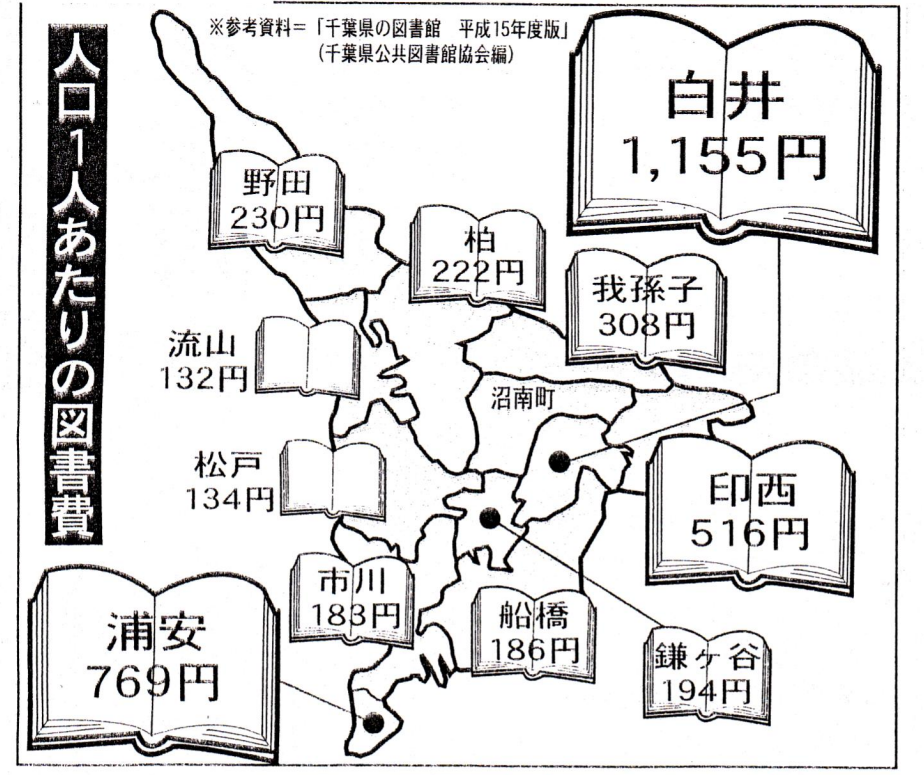 人口1人あたりの図書費
※参考資料＝「千葉県の図書館　平成15年度版」
（千葉県公共図書館協会編）
白井
1,155円
野田
230円
柏
222円
我孫子
308円
流山
132円
沼南町
松戸
134円
印西
516円
市川
183円
船橋
186円
鎌ヶ谷
194円
浦安
769円